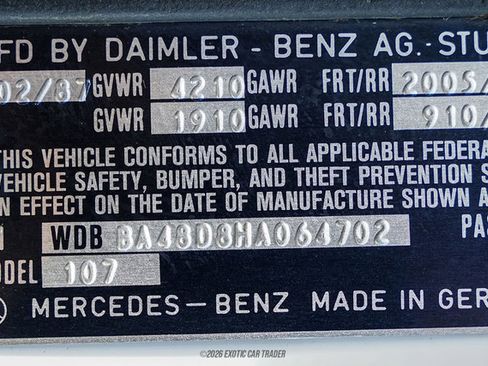 FD BY DAIMLER - BENZ AG.-STU
02/87 GVWR 4210 GAWR FRT/RR 2005/
GVWR 1910 GAWR FRT/RR 910/
THIS VEHICLE CONFORMS TO ALL APPLICABLE FEDERA
VEHICLE SAFETY, BUMPER, AND THEFT PREVENTION S
IN EFFECT ON THE DATE OF MANUFACTURE SHOWN A
WDB BA48D8HA064702 PAS
ODEL 107
MERCEDES-BENZ MADE IN GER
©2026 EXOTIC CAR TRADER